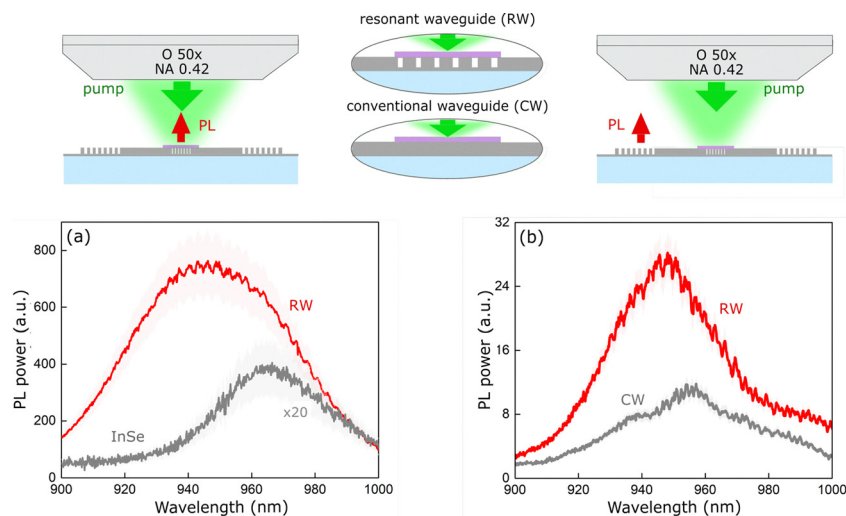 O 50x
NA 0.42
pump
PL
resonant waveguide (RW)
conventional waveguide (CW)
O 50x
NA 0.42
pump
PL
(a)
800
600
400
200
0
PL power (a.u.)
RW
InSe
x20
900 920 940 960 980 1000
Wavelength (nm)
(b)
32
24
16
8
0
PL power (a.u.)
RW
CW
900 920 940 960 980 1000
Wavelength (nm)